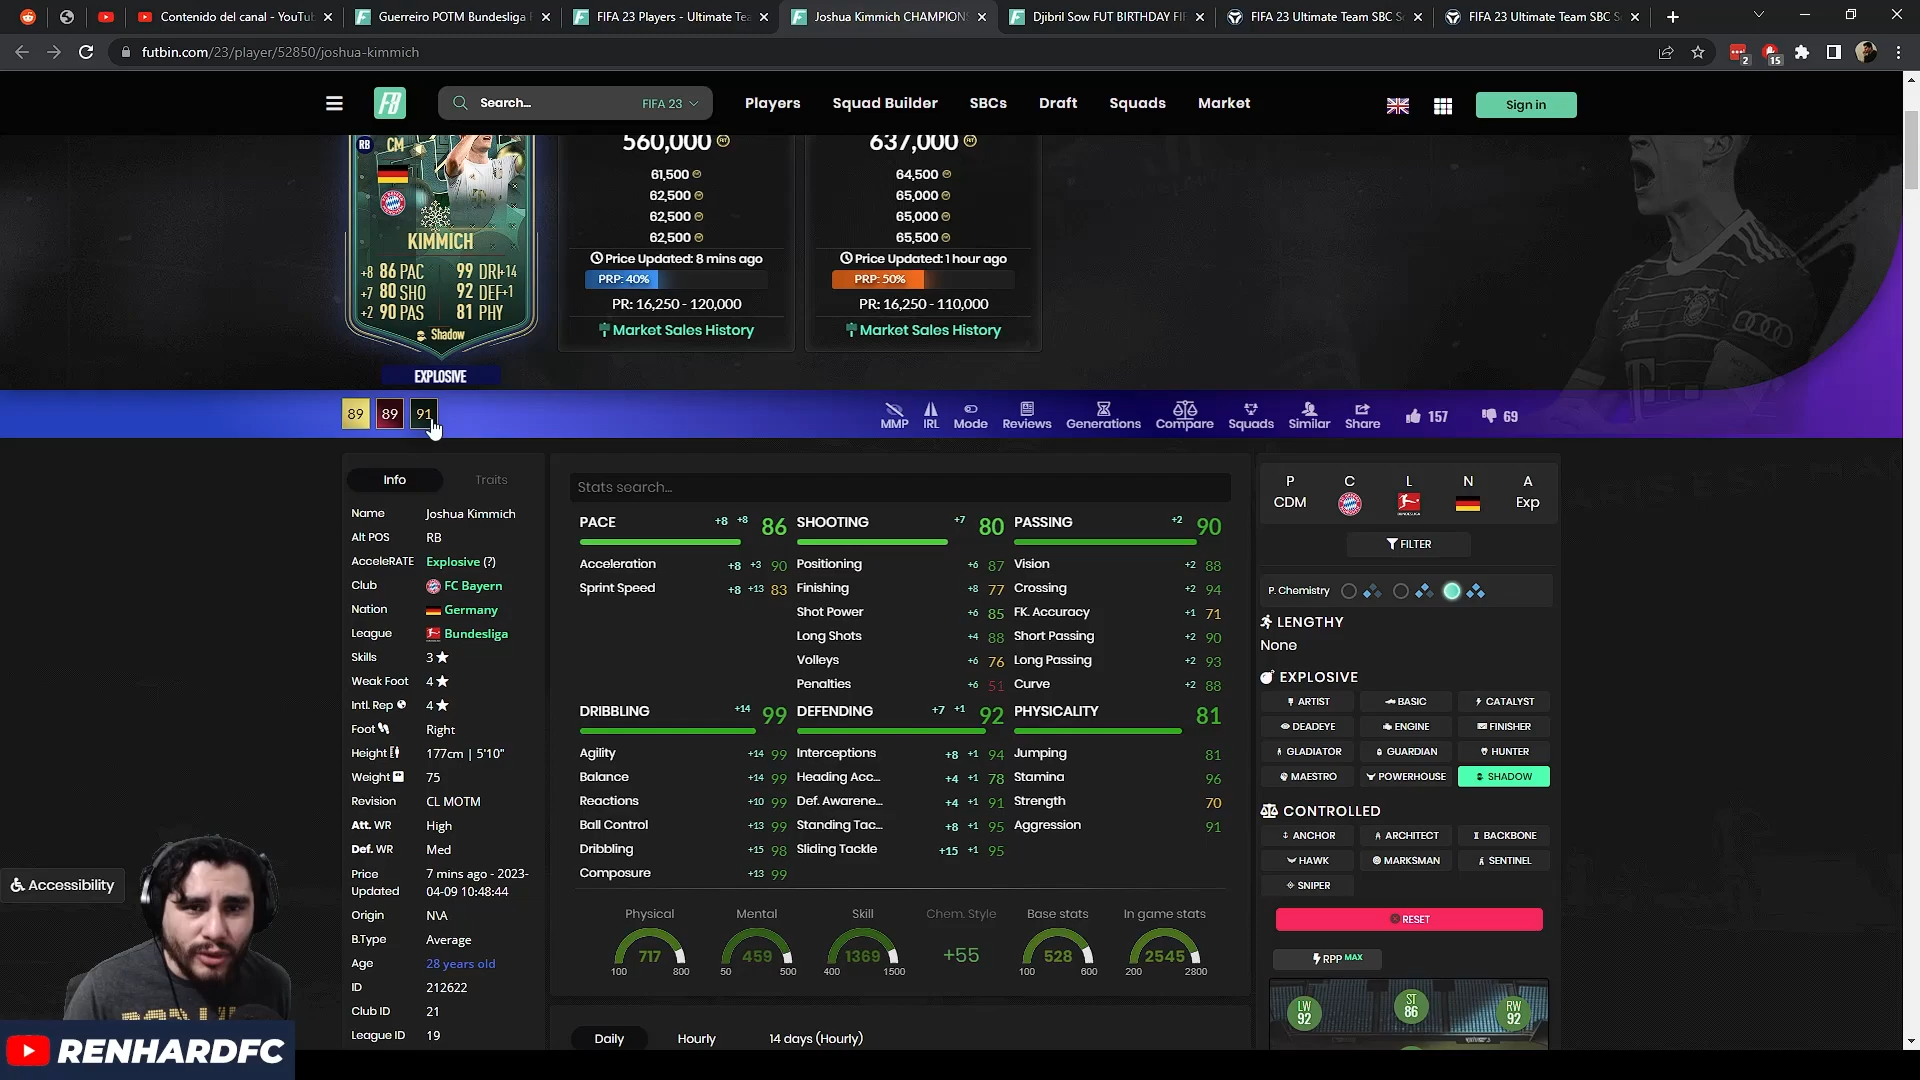 Contenido del canal - YouTub
Guerreiro POTM Bundesliga
FIFA 23 Players - Ultimate Tea
Joshua Kimmich CHAMPIONS
Djibril Sow FUT BIRTHDAY FI
FIFA 23 Ultimate Team SBC S
FIFA 23 Ultimate Team SBC S
futbin.com/23/player/52850/joshua-kimmich
2
15
FB
Search...
FIFA 23
Players
Squad Builder
SBCs
Draft
Squads
Market
Sign in
RB
CM
KIMMICH
+8 86 PAC 99 DRI+14
+7 80 SHO 92 DEF+1
+2 90 PAS 81 PHY
Shadow
EXPLOSIVE
560,000
61,500
62,500
62,500
62,500
Price Updated: 8 mins ago
PRP: 40%
PR: 16,250 - 120,000
Market Sales History
637,000
64,500
65,000
65,000
65,500
Price Updated: 1 hour ago
PRP: 50%
PR: 16,250 - 110,000
Market Sales History
89 89 91
MMP
IRL
Mode
Reviews
Generations
Compare
Squads
Similar
Share
157
69
Info
Traits
Name Joshua Kimmich
Alt POS RB
AcceleRATE Explosive (?)
Club FC Bayern
Nation Germany
League Bundesliga
Skills 3
Weak Foot 4
Intl. Rep 4
Foot Right
Height 177cm | 5'10"
Weight 75
Revision CL MOTM
Att. WR High
Def. WR Med
Price Updated 7 mins ago - 2023-
04-09 10:48:44
Origin N\A
B.Type Average
Age 28 years old
ID 212622
Club ID 21
League ID 19
Stats search...
PACE +8 +8 86
Acceleration +8 +3 90
Sprint Speed +8 +13 83
SHOOTING +7 80
Positioning +6 87
Finishing +8 77
Shot Power +6 85
Long Shots +4 88
Volleys +6 76
Penalties +6 51
PASSING +2 90
Vision +2 88
Crossing +2 94
FK. Accuracy +1 71
Short Passing +2 90
Long Passing +2 93
Curve +2 88
DRIBBLING +14 99
Agility +14 99
Balance +14 99
Reactions +10 99
Ball Control +13 99
Dribbling +15 98
Composure +13 99
DEFENDING +7 +1 92
Interceptions +8 +1 94
Heading Acc... +4 +1 78
Def. Awarene... +4 +1 91
Standing Tac... +8 +1 95
Sliding Tackle +15 +1 95
PHYSICALITY 81
Jumping 81
Stamina 96
Strength 70
Aggression 91
Physical
717
100 800
Mental
459
50 500
Skill
1369
400 1500
Chem. Style
+55
Base stats
528
100 600
In game stats
2545
200 2800
Daily
Hourly
14 days (Hourly)
P C L N A
CDM Exp
BUNDESLIGA
FILTER
P. Chemistry
LENGTHY
None
EXPLOSIVE
ARTIST BASIC CATALYST
DEADEYE ENGINE FINISHER
GLADIATOR GUARDIAN HUNTER
MAESTRO POWERHOUSE SHADOW
CONTROLLED
ANCHOR ARCHITECT BACKBONE
HAWK MARKSMAN SENTINEL
SNIPER
RESET
RPP MAX
LW
92
ST
86
RW
92
Accessibility
RENHARDFC